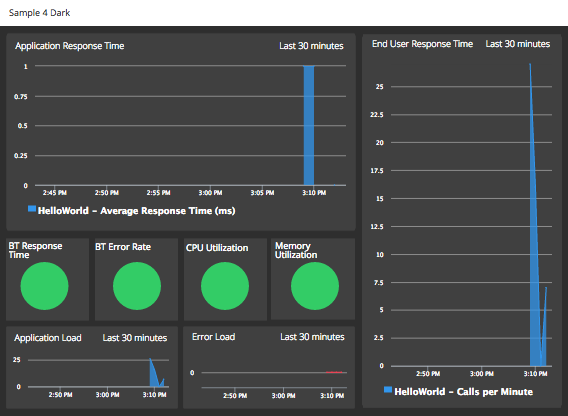 Sample 4 Dark
Application Response Time Last 30 minutes
1
0.75
0.5
0.25
0
2:45 PM 2:50 PM 2:55 PM 3:00 PM 3:05 PM 3:10 PM
HelloWorld – Average Response Time (ms)
End User Response Time Last 30 minutes
25
22.5
20
17.5
15
12.5
10
7.5
5
2.5
0
2:50 PM 3:00 PM 3:10 PM
HelloWorld – Calls per Minute
BT Response
Time
BT Error Rate
CPU Utilization
Memory
Utilization
Application Load Last 30 minutes
25
0
2:50 PM 3:00 PM 3:10 PM
Error Load Last 30 minutes
0
2:50 PM 3:00 PM 3:10 PM